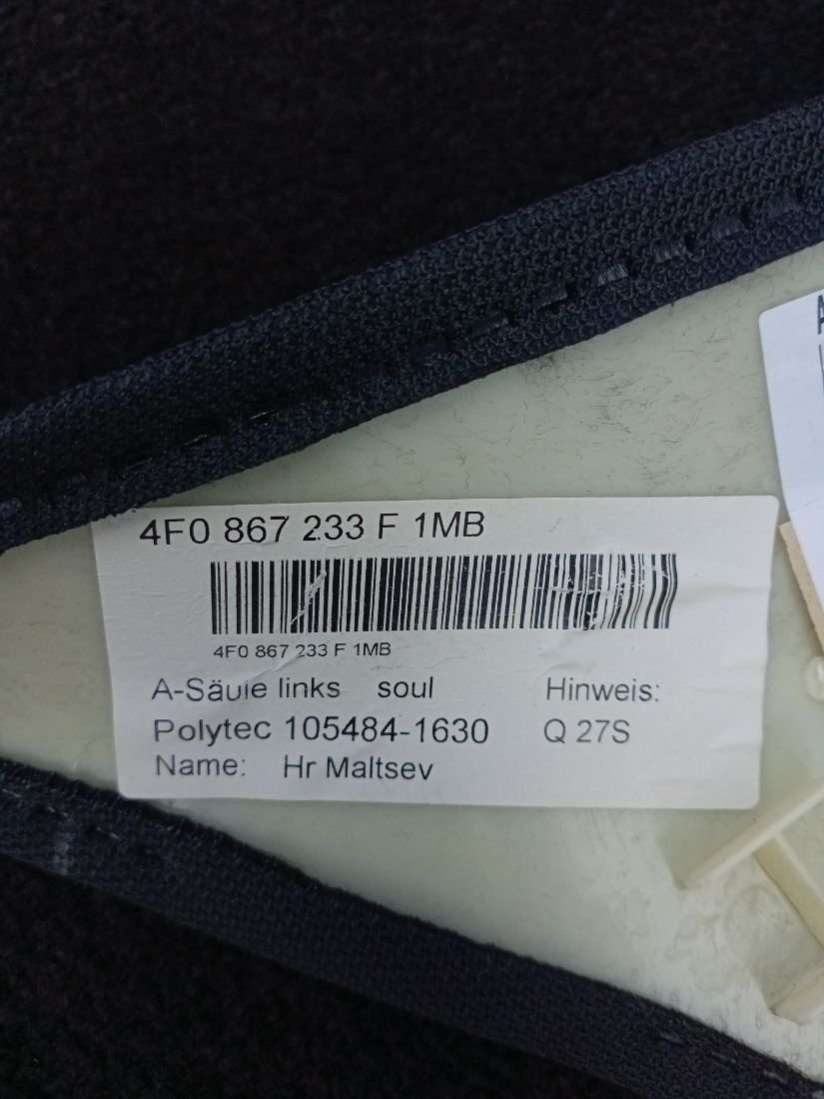 4F0 867 233 F 1MB
4F0 867 233 F 1MB
A-Säule links soul
Hinweis:
Polytec 105484-1630
Q 27S
Name: Hr Maltsev